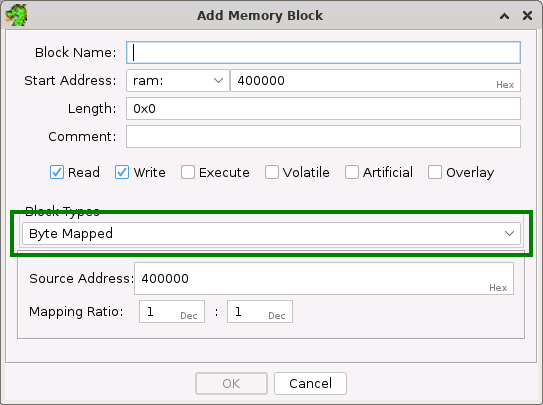 Add Memory Block
Block Name:
Start Address: ram: 400000 Hex
Length: 0x0
Comment:
Read Write Execute Volatile Artificial Overlay
Block Types
Byte Mapped
Source Address: 400000 Hex
Mapping Ratio: 1 Dec : 1 Dec
OK Cancel